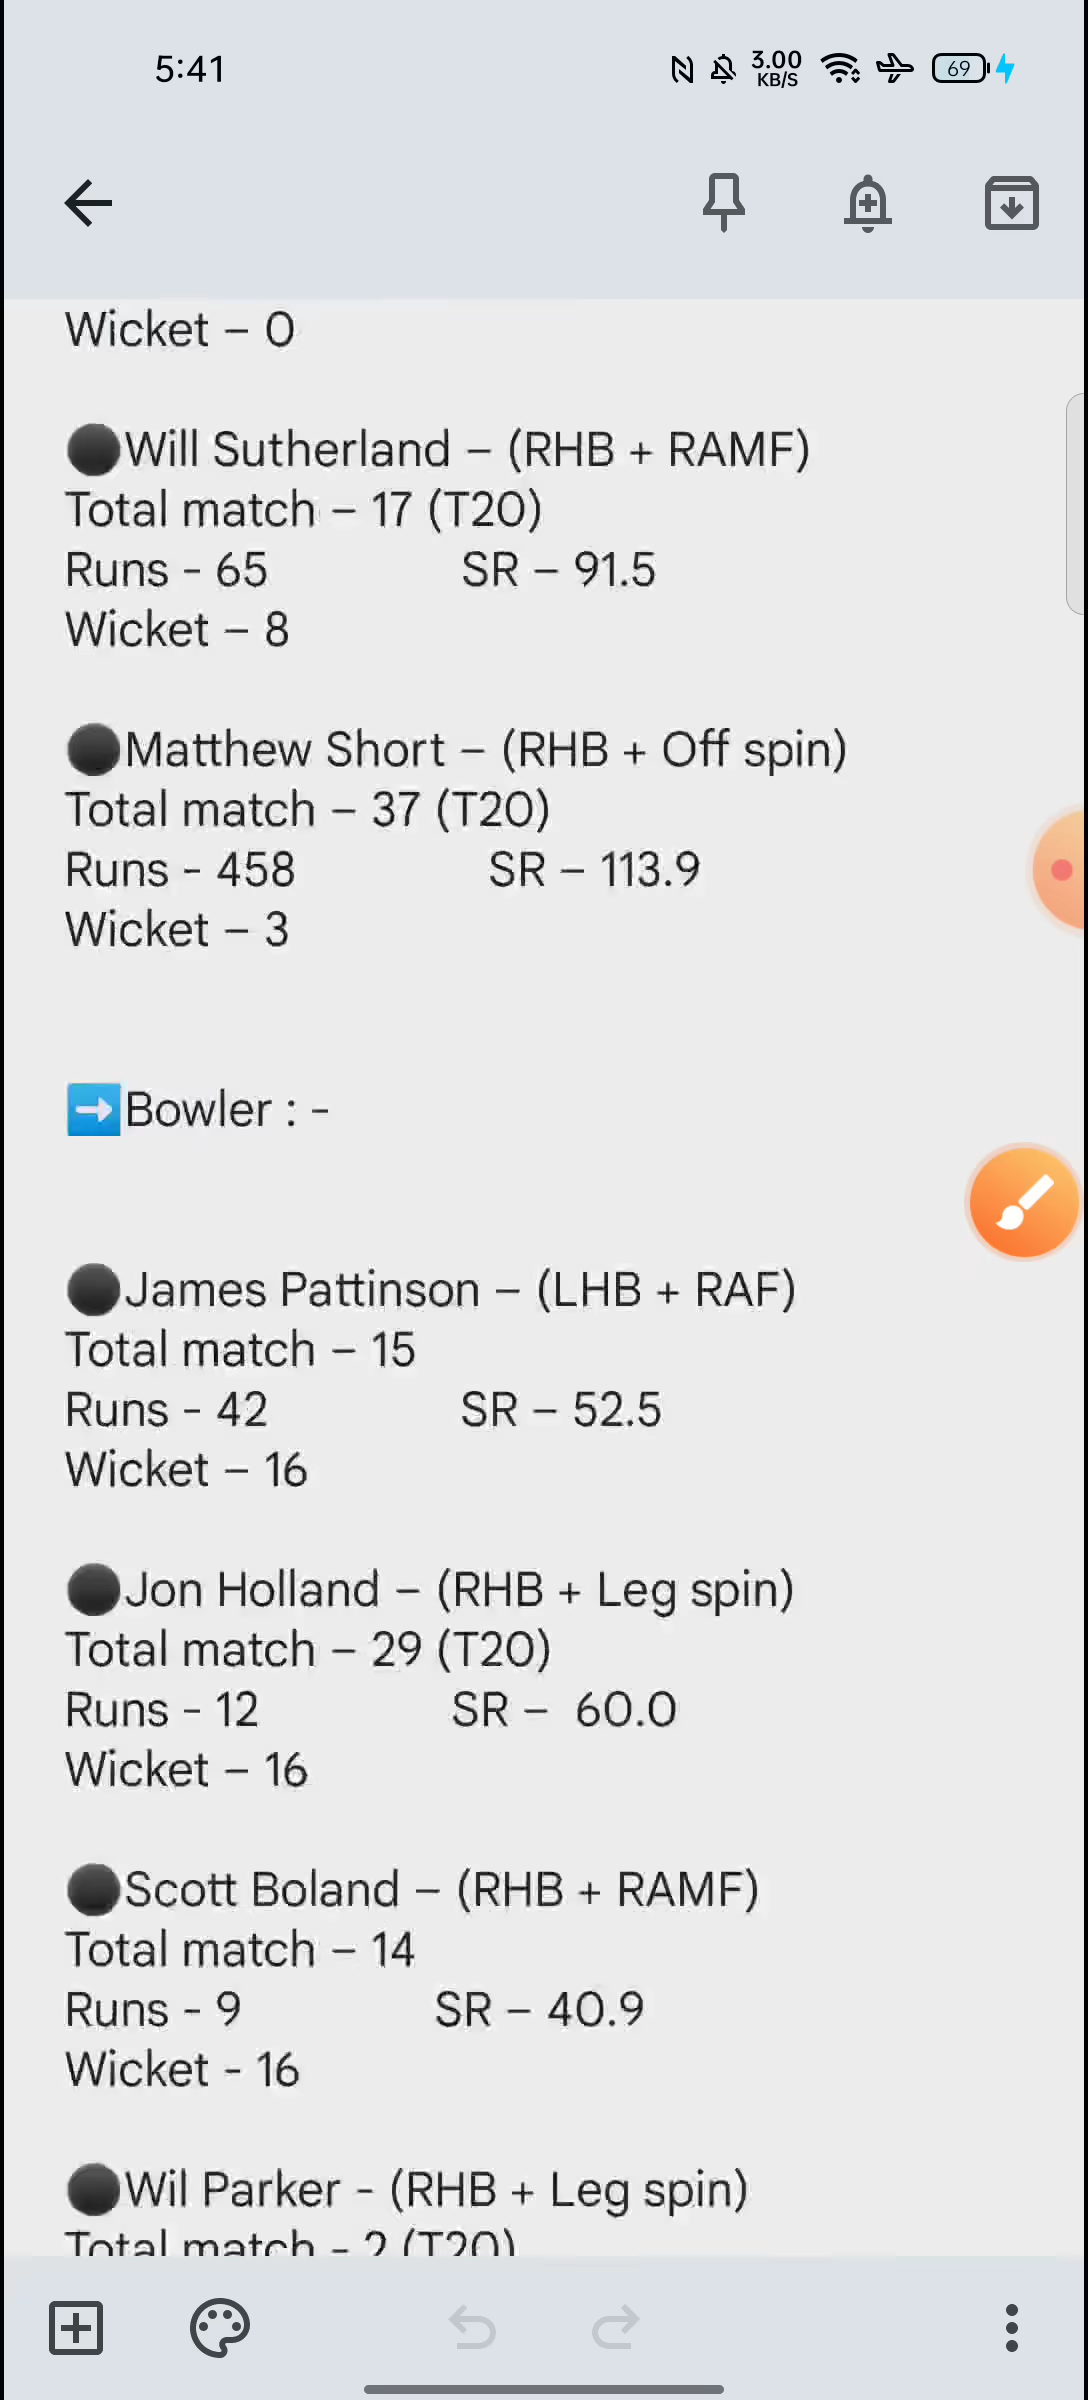 5:41
3.00
KB/S
69
Wicket – 0
⚫Will Sutherland – (RHB + RAMF)
Total match – 17 (T20)
Runs - 65 SR – 91.5
Wicket – 8
⚫Matthew Short – (RHB + Off spin)
Total match – 37 (T20)
Runs - 458 SR – 113.9
Wicket – 3
➡️Bowler : -
⚫James Pattinson – (LHB + RAF)
Total match – 15
Runs - 42 SR – 52.5
Wicket – 16
⚫Jon Holland – (RHB + Leg spin)
Total match – 29 (T20)
Runs - 12 SR – 60.0
Wicket – 16
⚫Scott Boland – (RHB + RAMF)
Total match – 14
Runs - 9 SR – 40.9
Wicket - 16
⚫Wil Parker - (RHB + Leg spin)
Total match - 2 (T20)